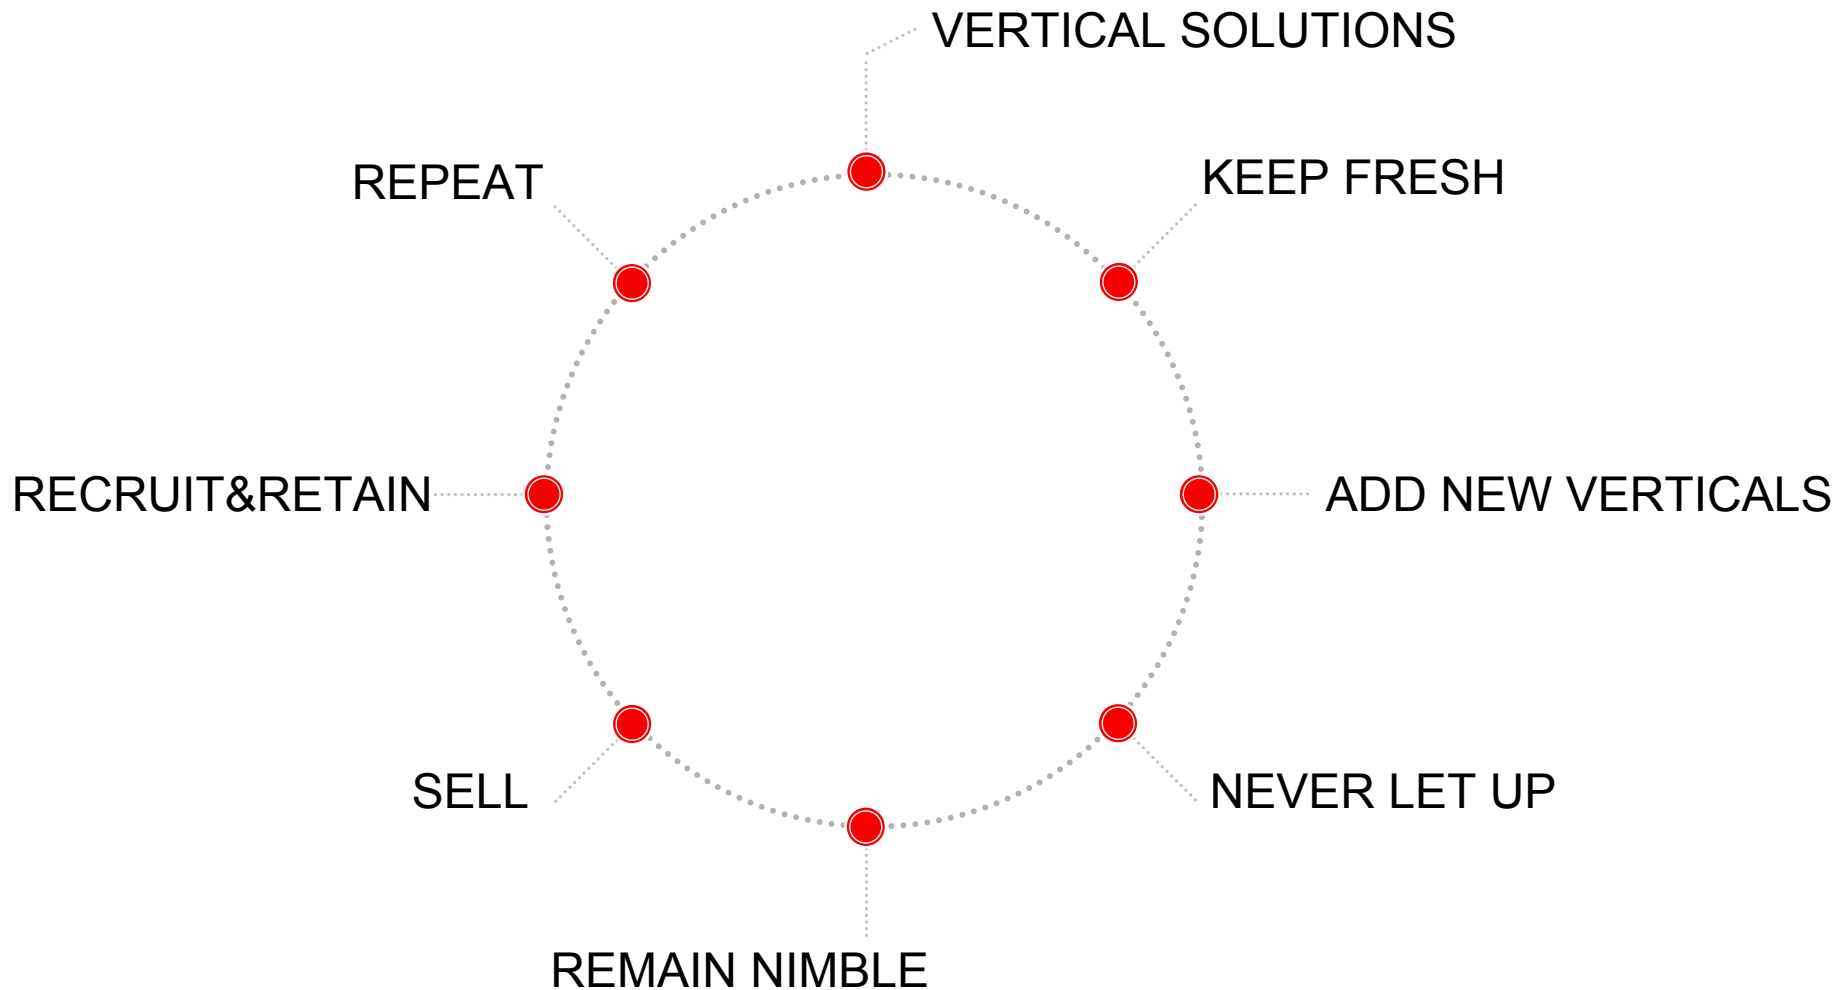 VERTICAL SOLUTIONS
KEEP FRESH
ADD NEW VERTICALS
NEVER LET UP
REMAIN NIMBLE
SELL
RECRUIT&RETAIN
REPEAT